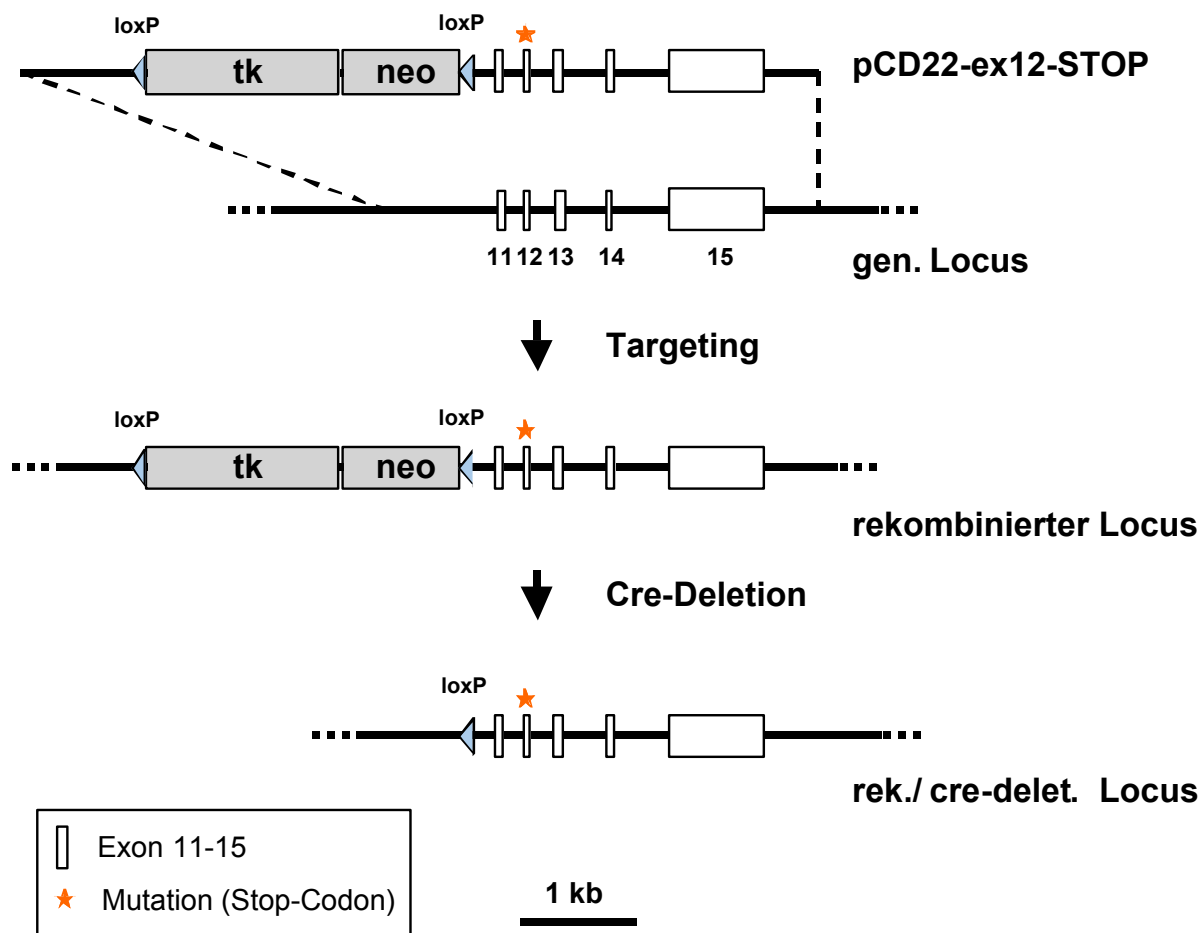 loxP
loxP
tk
neo
pCD22-ex12-STOP
11
12
13
14
15
gen. Locus
Targeting
loxP
loxP
tk
neo
rekombinierter Locus
Cre-Deletion
loxP
rek./ cre-delet. Locus
Exon 11-15
Mutation (Stop-Codon)
1 kb